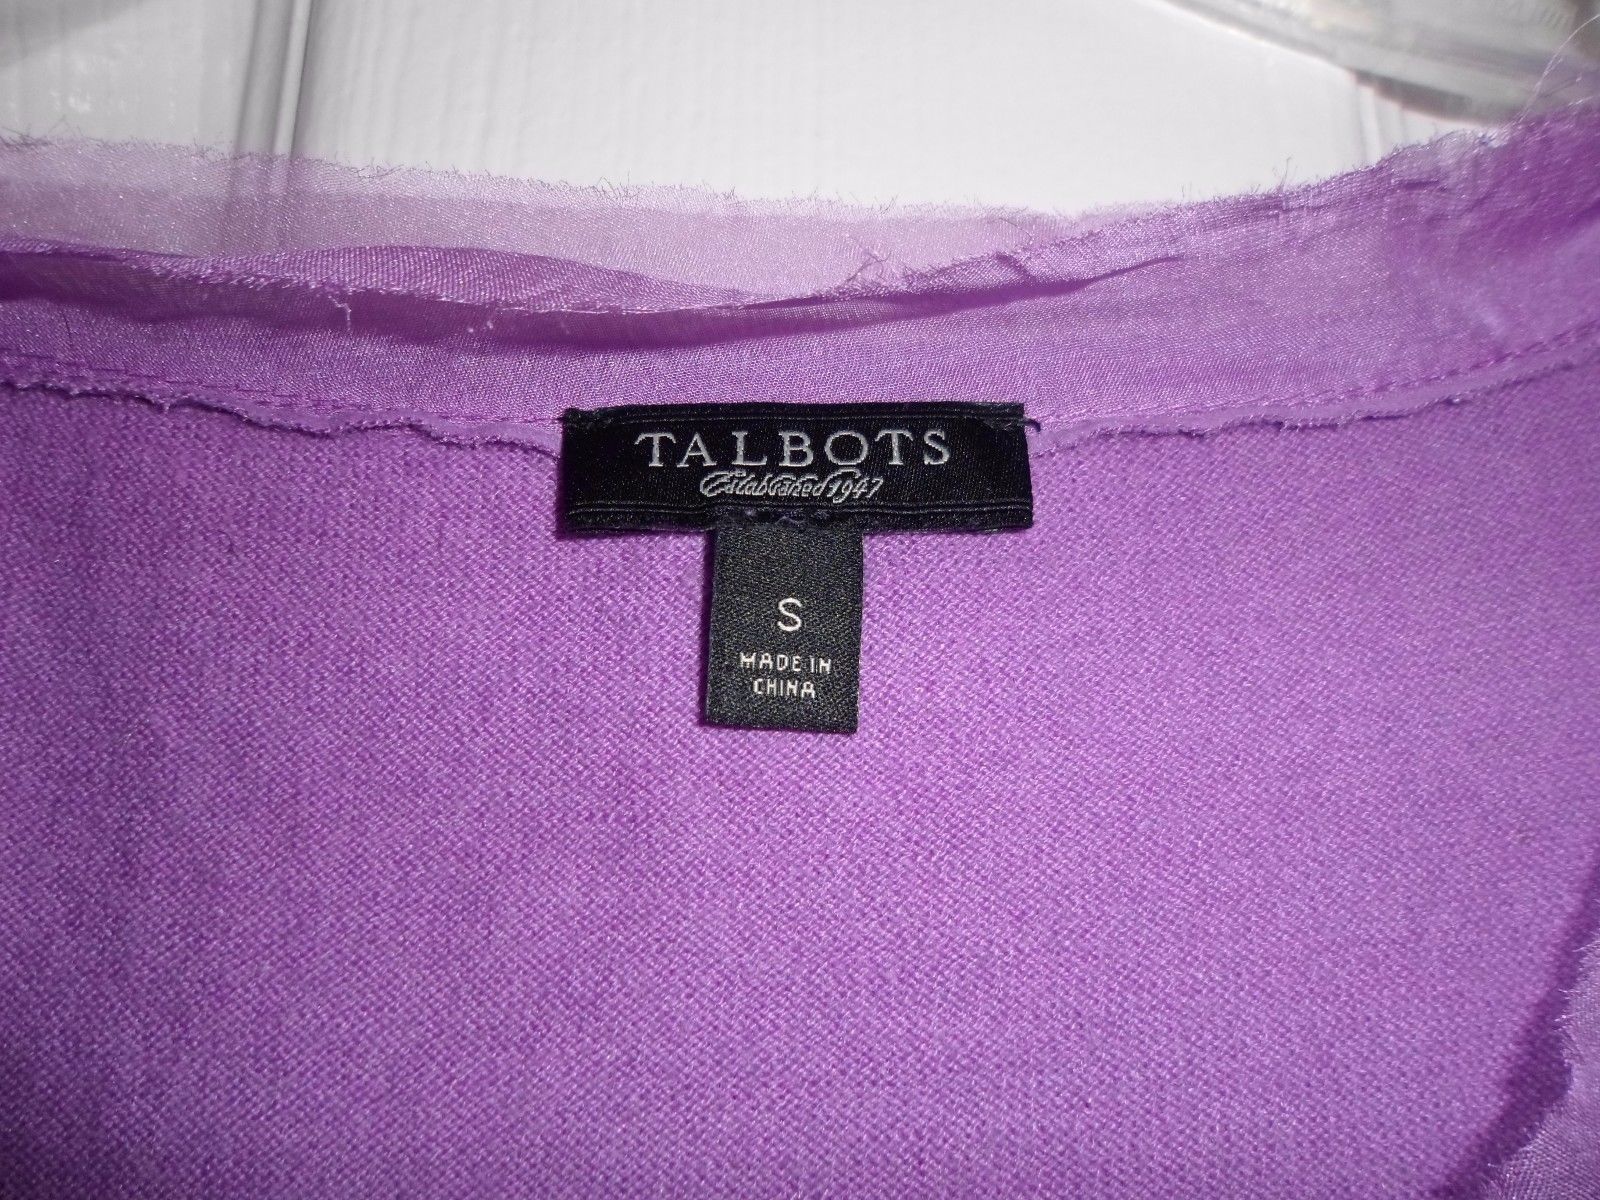 TALBOTS
Established 1947
S
MADE IN
CHINA